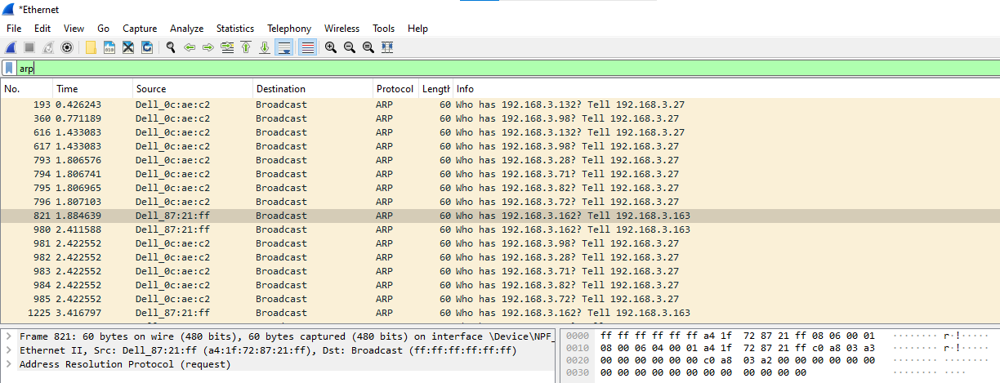 *Ethernet
File Edit View Go Capture Analyze Statistics Telephony Wireless Tools Help
arp
No. Time Source Destination Protocol Length Info
193 0.426243 Dell_0c:ae:c2 Broadcast ARP 60 Who has 192.168.3.132? Tell 192.168.3.27
360 0.771189 Dell_0c:ae:c2 Broadcast ARP 60 Who has 192.168.3.98? Tell 192.168.3.27
616 1.433083 Dell_0c:ae:c2 Broadcast ARP 60 Who has 192.168.3.132? Tell 192.168.3.27
617 1.433083 Dell_0c:ae:c2 Broadcast ARP 60 Who has 192.168.3.98? Tell 192.168.3.27
793 1.806576 Dell_0c:ae:c2 Broadcast ARP 60 Who has 192.168.3.28? Tell 192.168.3.27
794 1.806741 Dell_0c:ae:c2 Broadcast ARP 60 Who has 192.168.3.71? Tell 192.168.3.27
795 1.806965 Dell_0c:ae:c2 Broadcast ARP 60 Who has 192.168.3.82? Tell 192.168.3.27
796 1.807103 Dell_0c:ae:c2 Broadcast ARP 60 Who has 192.168.3.72? Tell 192.168.3.27
821 1.884639 Dell_87:21:ff Broadcast ARP 60 Who has 192.168.3.162? Tell 192.168.3.163
980 2.411588 Dell_87:21:ff Broadcast ARP 60 Who has 192.168.3.162? Tell 192.168.3.163
981 2.422552 Dell_0c:ae:c2 Broadcast ARP 60 Who has 192.168.3.98? Tell 192.168.3.27
982 2.422552 Dell_0c:ae:c2 Broadcast ARP 60 Who has 192.168.3.28? Tell 192.168.3.27
983 2.422552 Dell_0c:ae:c2 Broadcast ARP 60 Who has 192.168.3.71? Tell 192.168.3.27
984 2.422552 Dell_0c:ae:c2 Broadcast ARP 60 Who has 192.168.3.82? Tell 192.168.3.27
985 2.422552 Dell_0c:ae:c2 Broadcast ARP 60 Who has 192.168.3.72? Tell 192.168.3.27
1225 3.416797 Dell_87:21:ff Broadcast ARP 60 Who has 192.168.3.162? Tell 192.168.3.163
Frame 821: 60 bytes on wire (480 bits), 60 bytes captured (480 bits) on interface \Device\NPF_
Ethernet II, Src: Dell_87:21:ff (a4:1f:72:87:21:ff), Dst: Broadcast (ff:ff:ff:ff:ff:ff)
Address Resolution Protocol (request)
0000 ff ff ff ff ff ff a4 1f 72 87 21 ff 08 06 00 01 ········ r·!·····
0010 08 00 06 04 00 01 a4 1f 72 87 21 ff c0 a8 03 a3 ········ r·!·····
0020 00 00 00 00 00 00 c0 a8 03 a2 00 00 00 00 00 00 ········ ········
0030 00 00 00 00 00 00 00 00 00 00 00 00 ········ ····